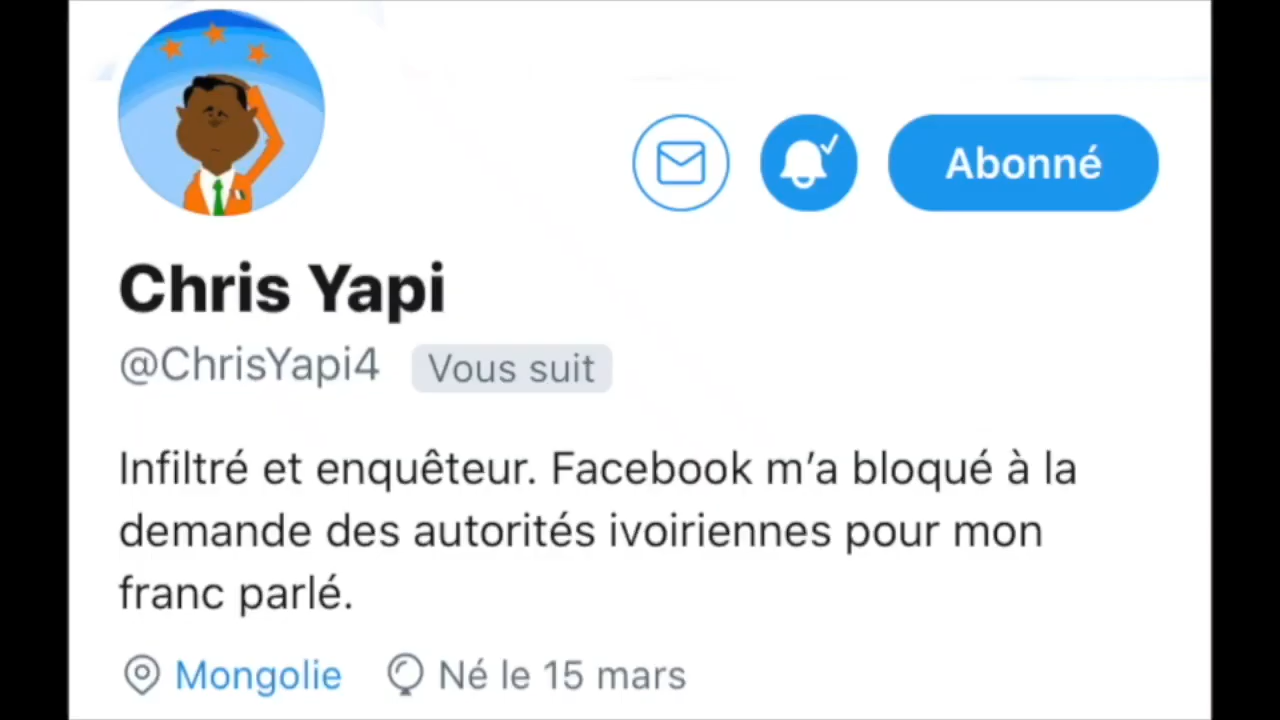 Abonné
Chris Yapi
@ChrisYapi4 Vous suit
Infiltré et enquêteur. Facebook m’a bloqué à la
demande des autorités ivoiriennes pour mon
franc parlé.
Mongolie Né le 15 mars